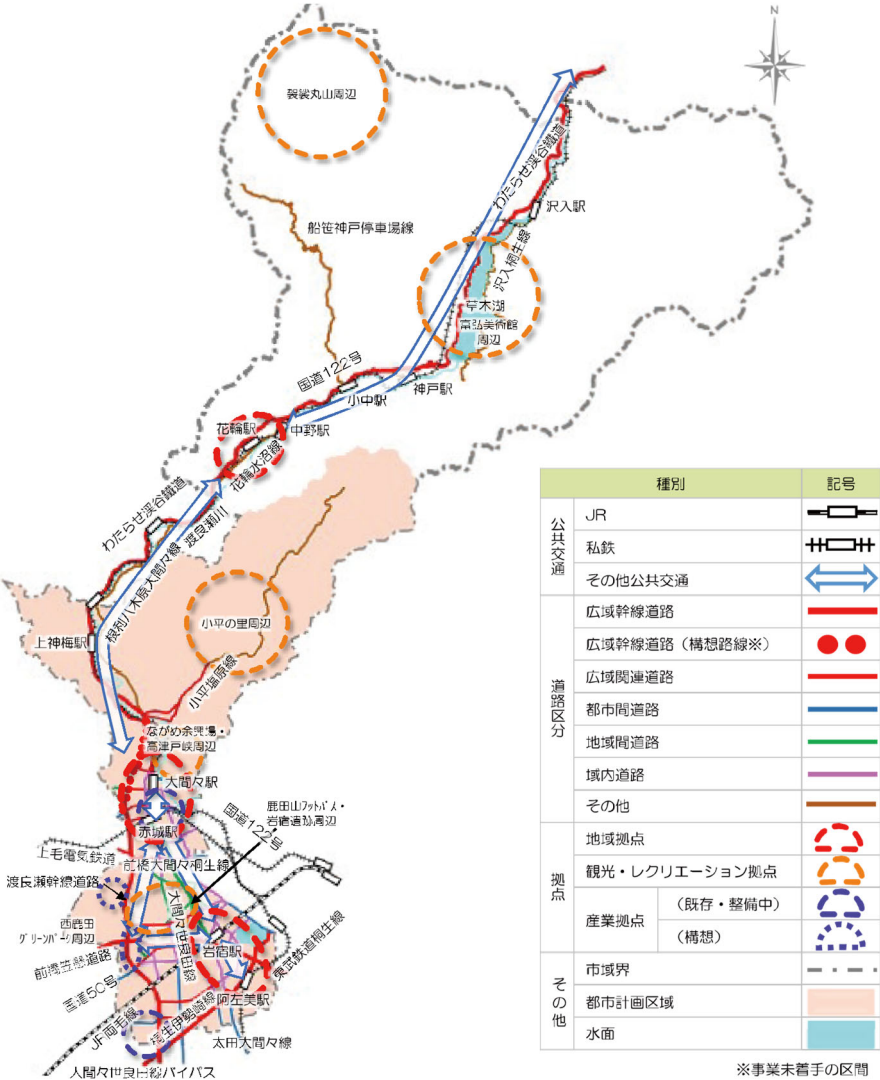 N
袈裟丸山周辺
わたらせ渓谷鐵道
沢入駅
船笹神戸停車場線
沢入桐生線
草木湖
富弘美術館
周辺
国道122号
神戸駅
小中駅
花輪駅
中野駅
花輪水沼線
わたらせ渓谷鐵道
渡良瀬川
根利八木原大間々線
小平の里周辺
上神梅駅
小平塩原線
ながめ余興場・
高津戸峡周辺
大間々駅
鹿田山フットパス・
岩宿遺跡周辺
国道122号
赤城駅
上毛電気鉄道
前橋大間々桐生線
渡良瀬幹線道路
大間々世良田線
西鹿田
グリーンパーク周辺
岩宿駅
東武鉄道桐生線
前橋笠懸道路
国道50号
阿左美駅
JR両毛線
桐生伊勢崎線
太田大間々線
大間々世良田線バイパス
種別
記号
公共交通
JR
私鉄
その他公共交通
道路区分
広域幹線道路
広域幹線道路(構想路線※)
広域関連道路
都市間道路
地域間道路
域内道路
その他
拠点
地域拠点
観光・レクリエーション拠点
産業拠点
(既存・整備中)
(構想)
その他
市域界
都市計画区域
水面
※事業未着手の区間